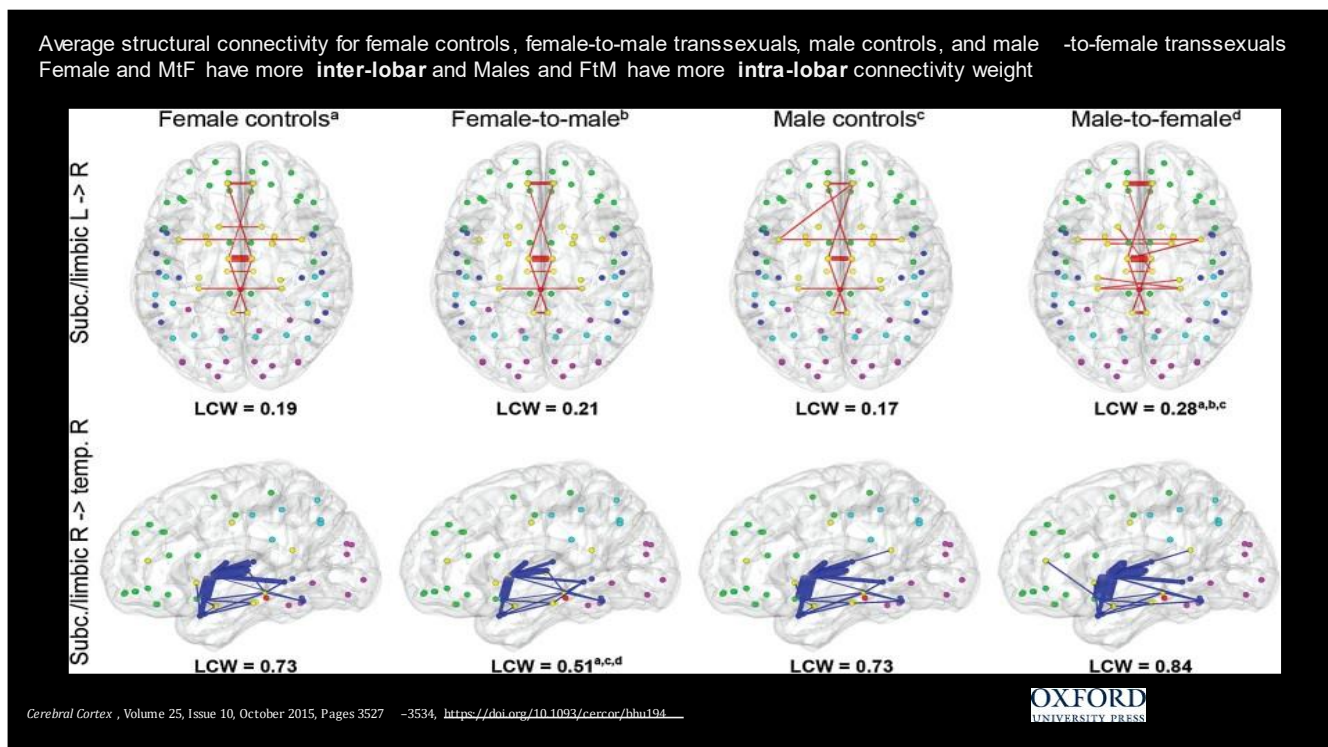 Average structural connectivity for female controls, female-to-male transsexuals, male controls, and male -to-female transsexuals
Female and MtF have more inter-lobar and Males and FtM have more intra-lobar connectivity weight
Female controlsᵃ
Female-to-maleᵇ
Male controlsᶜ
Male-to-femaleᵈ
Subc./limbic L -> R
LCW = 0.19
LCW = 0.21
LCW = 0.17
LCW = 0.28ᵃ,ᵇ,ᶜ
Subc./limbic R -> temp. R
LCW = 0.73
LCW = 0.51ᵃ,ᶜ,ᵈ
LCW = 0.73
LCW = 0.84
Cerebral Cortex , Volume 25, Issue 10, October 2015, Pages 3527 –3534, https://doi.org/10.1093/cercor/bhu194
OXFORD
UNIVERSITY PRESS